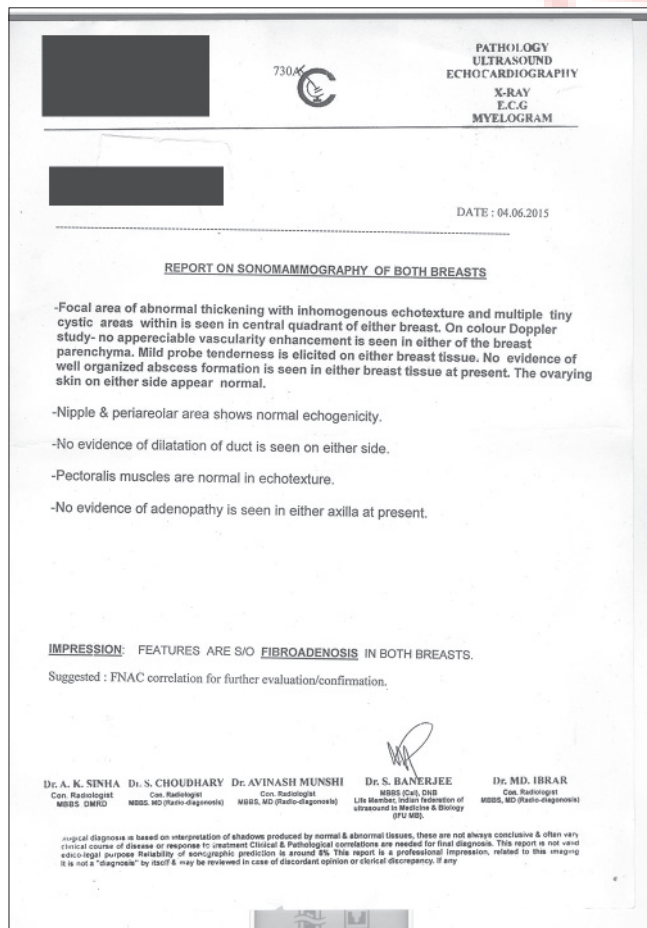 730A
PATHOLOGY
ULTRASOUND
ECHOCARDIOGRAPHY
X-RAY
E.C.G
MYELOGRAM
DATE : 04.06.2015
REPORT ON SONOMAMMOGRAPHY OF BOTH BREASTS
-Focal area of abnormal thickening with inhomogenous echotexture and multiple tiny
cystic areas within is seen in central quadrant of either breast. On colour Doppler
study- no appereciable vascularity enhancement is seen in either of the breast
parenchyma. Mild probe tenderness is elicited on either breast tissue. No evidence of
well organized abscess formation is seen in either breast tissue at present. The ovarying
skin on either side appear normal.
-Nipple & periareolar area shows normal echogenicity.
-No evidence of dilatation of duct is seen on either side.
-Pectoralis muscles are normal in echotexture.
-No evidence of adenopathy is seen in either axilla at present.
IMPRESSION: FEATURES ARE S/O FIBROADENOSIS IN BOTH BREASTS.
Suggested : FNAC correlation for further evaluation/confirmation.
Dr. A. K. SINHA Dr. S. CHOUDHARY Dr. AVINASH MUNSHI Dr. S. BANERJEE Dr. MD. IBRAR
Con. Radiologist Con. Radiologist Con. Radiologist MBBS (Cal), DNB Con. Radiologist
MBBS DMRD MBBS, MD (Radio-diagonosis) MBBS, MD (Radio-diagonosis) Life Member, Indian federation of MBBS, MD (Radio-diagonosis)
ultrasound in Medicine & Biology
(IFU MB).
diagnosis is based on interpretation of shadows produced by normal & abnormal tissues, these are not always conclusive & often vary
clinical course of disease or response to treatment Clinical & Pathological correlations are needed for final diagnosis. This report is not valid
edico-legal purpose Reliability of sonographic prediction is around 8% This report is a professional impression, related to this imaging
It is not a "diagnosis" by itself & may be reviewed in case of discordant opinion or clerical discrepancy. If any